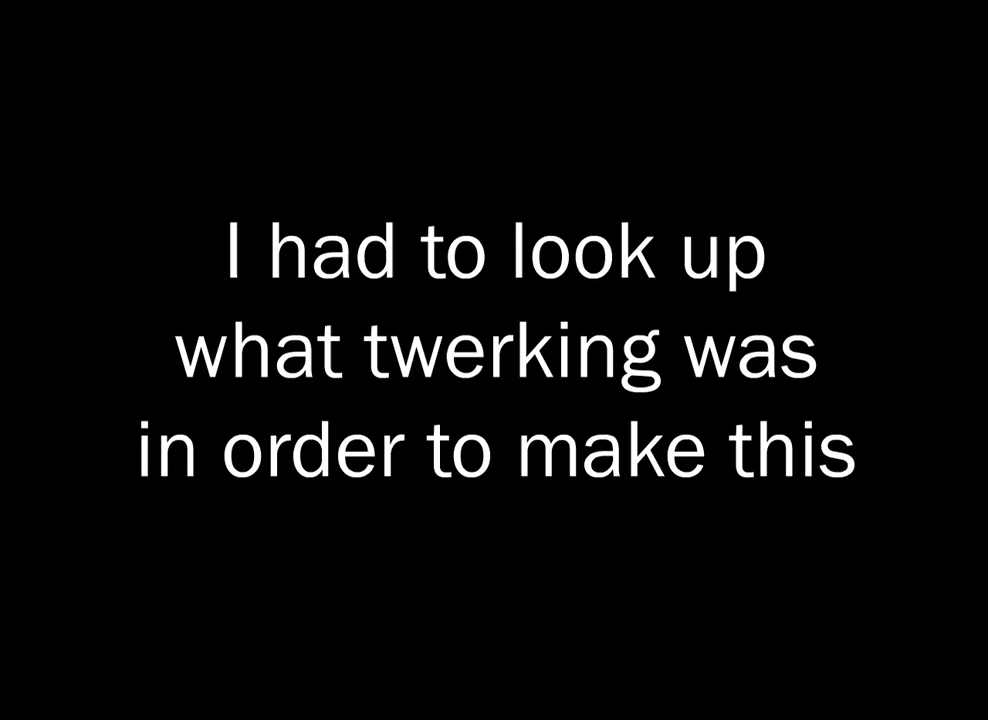 I had to look up
what twerking was
in order to make this